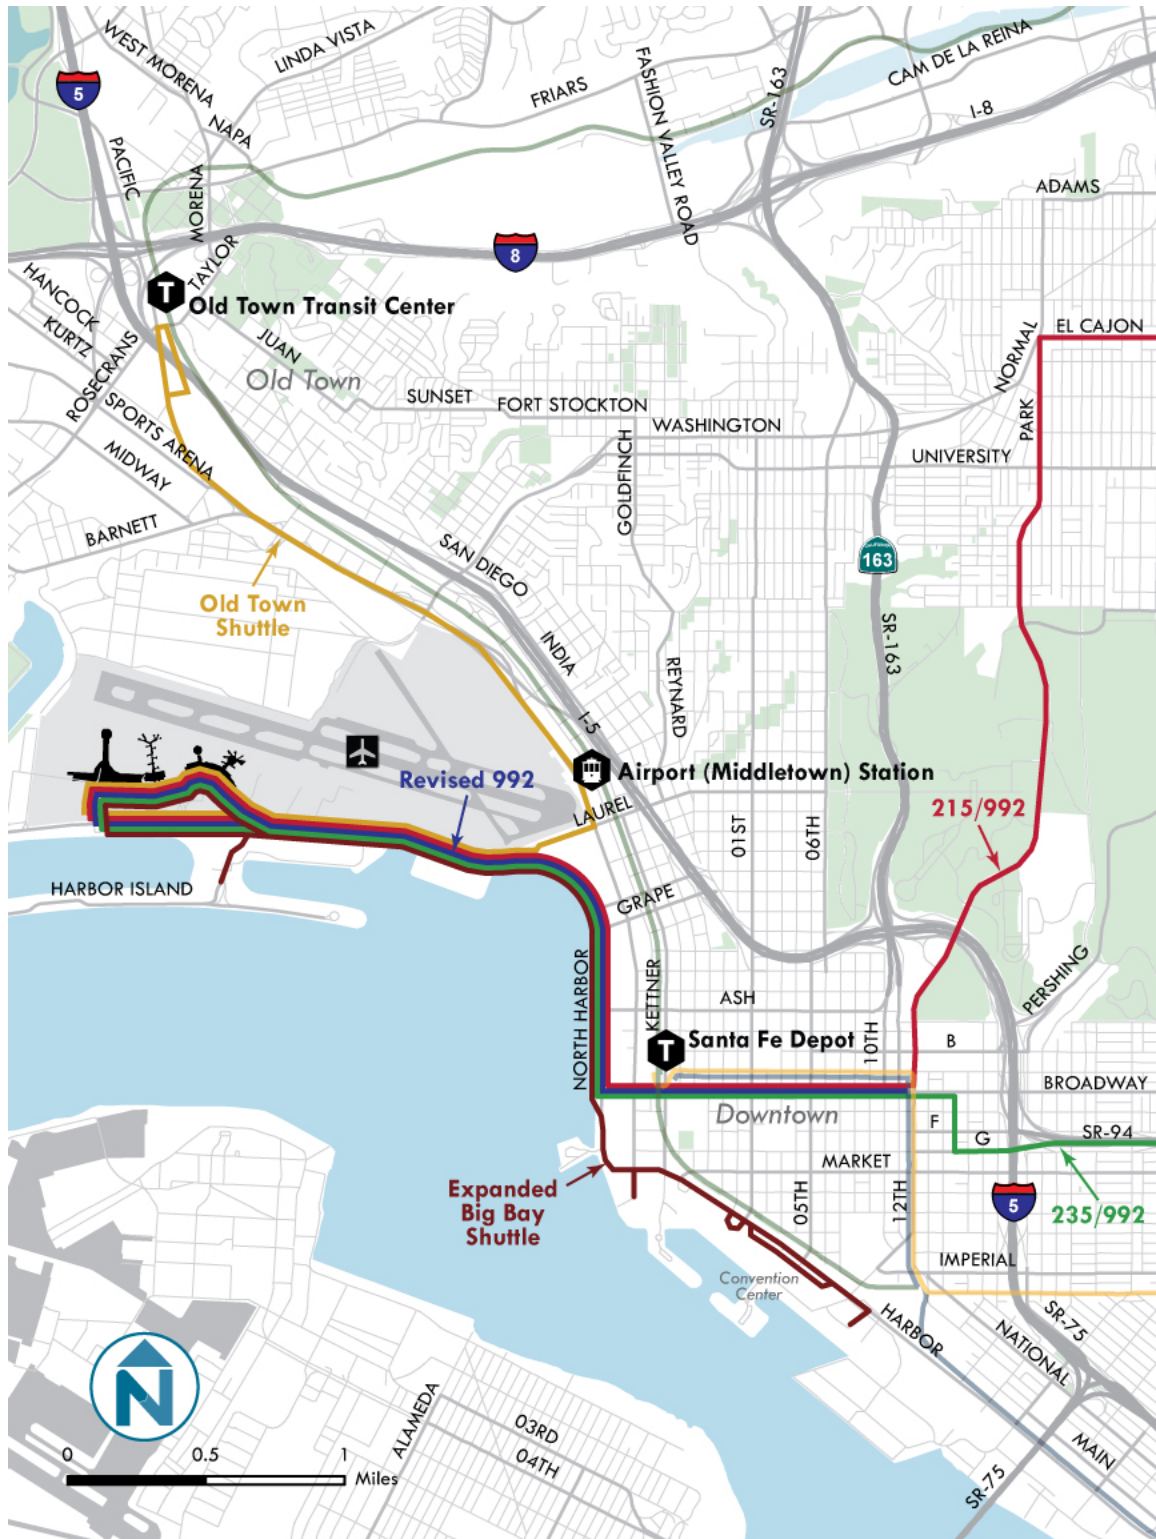 WEST MORENA
LINDA VISTA
5
FRIARS
FASHION VALLEY ROAD
SR-163
CAM DE LA REINA
I-8
NAPA
PACIFIC
MORENA
ADAMS
TAYLOR
8
HANCOCK
KURTZ
ROSECRANS
T
Old Town Transit Center
JUAN
Old Town
NORMAL
EL CAJON
SUNSET
FORT STOCKTON
WASHINGTON
PARK
SPORTS ARENA
MIDWAY
GOLDFINCH
UNIVERSITY
BARNETT
SAN DIEGO
CALIFORNIA
163
Old Town
Shuttle
INDIA
SR-163
REYNARD
I-5
Revised 992
Airport (Middletown) Station
LAUREL
01ST
06TH
215/992
HARBOR ISLAND
GRAPE
NORTH HARBOR
KETTNER
ASH
PERSHING
T
Santa Fe Depot
10TH
B
BROADWAY
Downtown
F
G
SR-94
MARKET
Expanded
Big Bay
Shuttle
05TH
12TH
5
235/992
IMPERIAL
Convention
Center
HARBOR
NATIONAL
SR-75
N
ALAMEDA
03RD
04TH
MAIN
SR-75
0 0.5 1
Miles